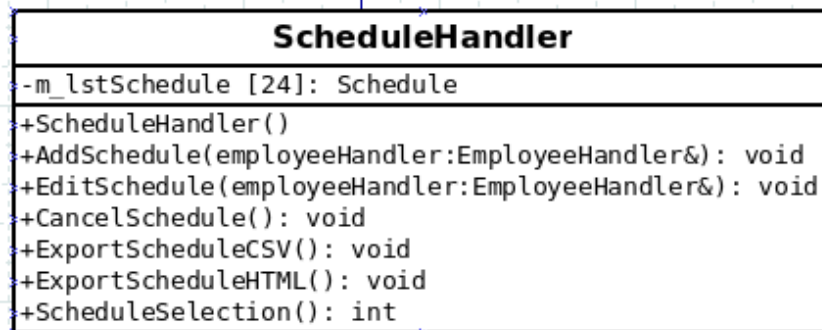 ScheduleHandler
-m_lstSchedule [24]: Schedule
+ScheduleHandler()
+AddSchedule(employeeHandler:EmployeeHandler&): void
+EditSchedule(employeeHandler:EmployeeHandler&): void
+CancelSchedule(): void
+ExportScheduleCSV(): void
+ExportScheduleHTML(): void
+ScheduleSelection(): int